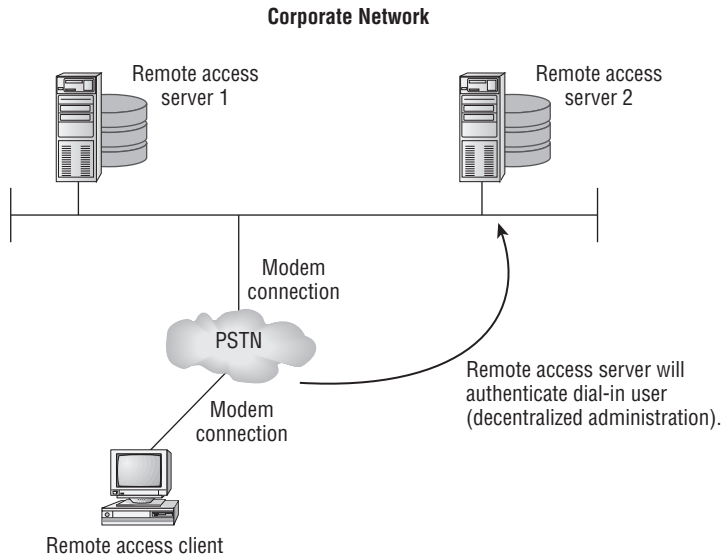 Corporate Network
Remote access
server 1
Remote access
server 2
Modem
connection
PSTN
Remote access server will
authenticate dial-in user
(decentralized administration).
Modem
connection
Remote access client